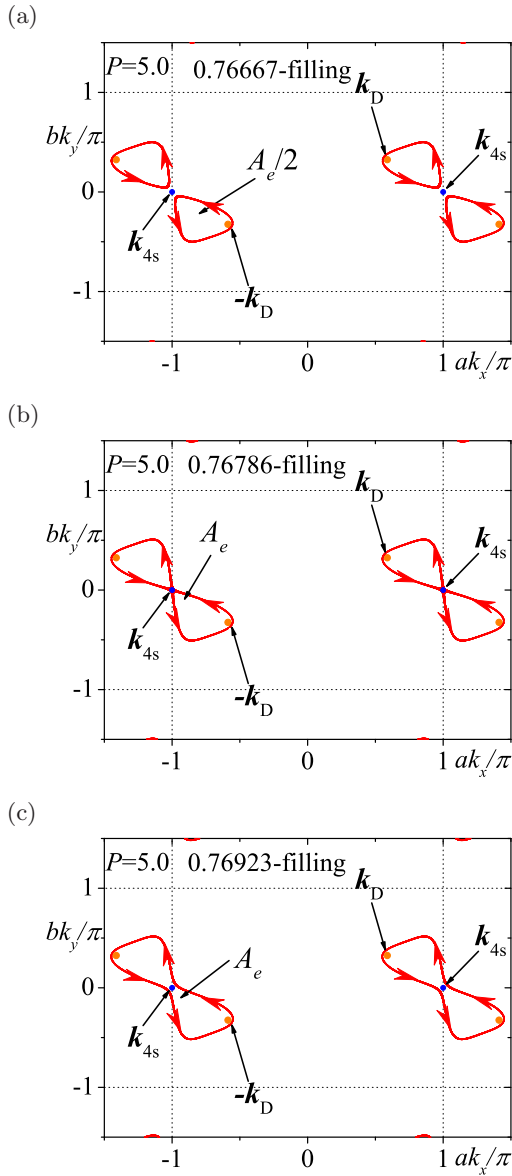 (a)
P=5.0 0.76667-filling
k_D
1
bk_y/π
A_e/2
k_4s
0
k_4s
-k_D
-1
-1 0 1 ak_x/π
(b)
P=5.0 0.76786-filling
k_D
1
bk_y/π
A_e
k_4s
0
k_4s
-k_D
-1
-1 0 1 ak_x/π
(c)
P=5.0 0.76923-filling
k_D
1
k_4s
bk_y/π
A_e
0
k_4s
-k_D
-1
-1 0 1 ak_x/π